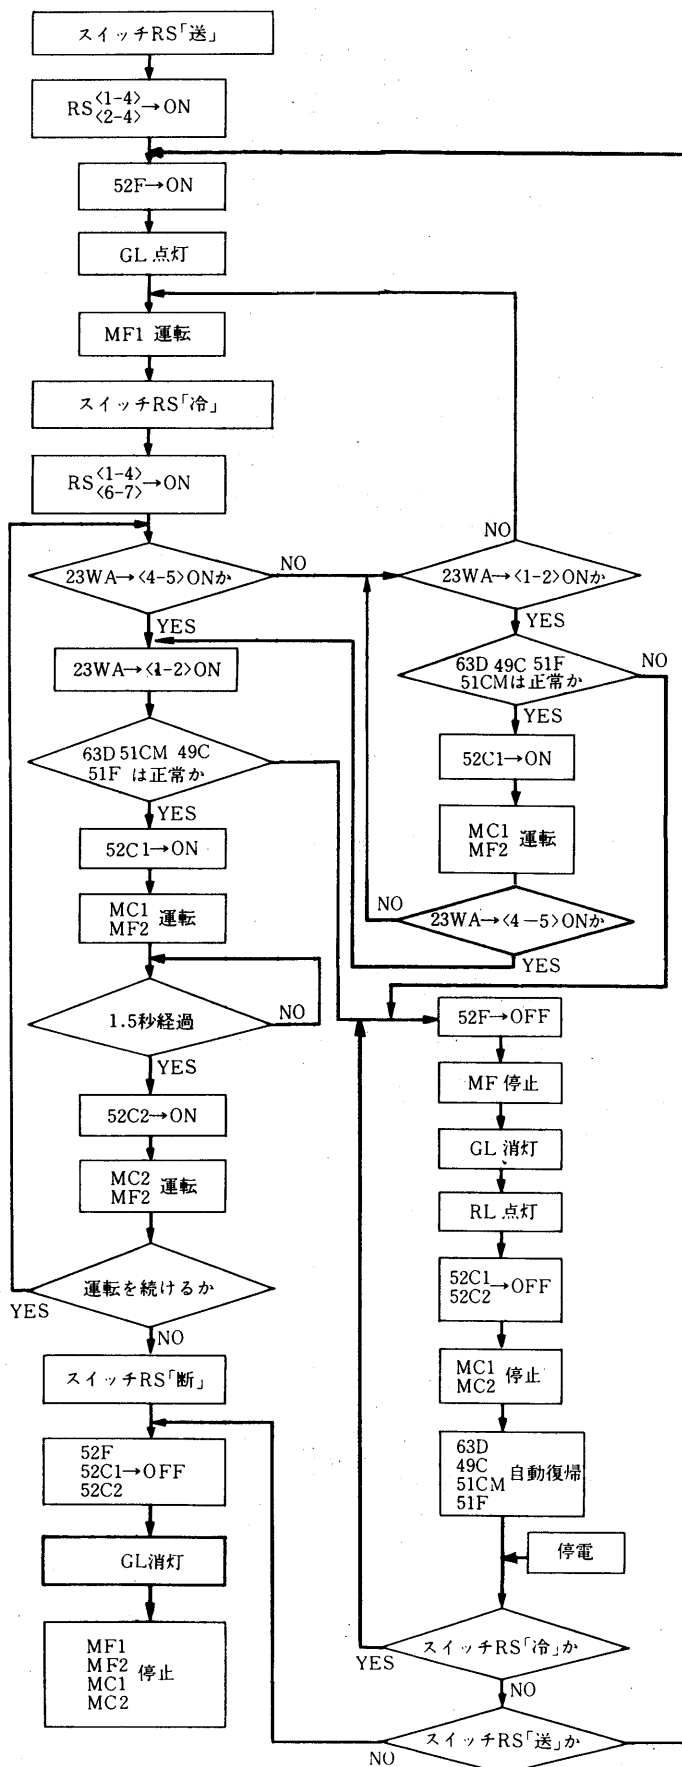 スイッチRS「送」
RS<1-4>→ON
<2-4>
52F→ON
GL 点灯
MF1 運転
スイッチRS「冷」
RS<1-4>→ON
<6-7>
23WA→<4-5>ONか
NO
YES
23WA→<1-2>ON
63D 51CM 49C
51F は正常か
YES
52C1→ON
MC1
MF2 運転
1.5秒経過
NO
YES
52C2→ON
MC2
MF2 運転
運転を続けるか
YES
NO
スイッチRS「断」
52F
52C1→OFF
52C2
GL消灯
MF1
MF2
MC1
MC2
停止
NO
23WA→<1-2>ONか
YES
63D 49C 51F
51CMは正常か
NO
YES
52C1→ON
MC1
MF2 運転
NO
23WA→<4-5>ONか
YES
52F→OFF
MF 停止
GL 消灯
RL 点灯
52C1
52C2→OFF
MC1
MC2 停止
63D
49C
51CM
51F
自動復帰
停電
スイッチRS「冷」か
YES
NO
スイッチRS「送」か
NO